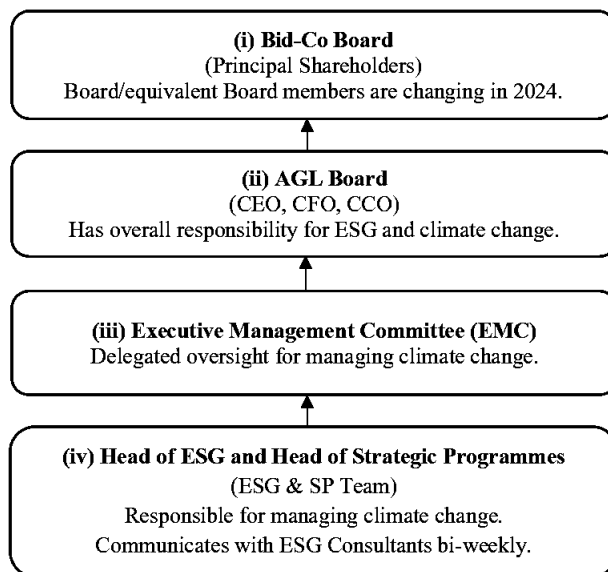 (i) Bid-Co Board
(Principal Shareholders)
Board/equivalent Board members are changing in 2024.
(ii) AGL Board
(CEO, CFO, CCO)
Has overall responsibility for ESG and climate change.
(iii) Executive Management Committee (EMC)
Delegated oversight for managing climate change.
(iv) Head of ESG and Head of Strategic Programmes
(ESG & SP Team)
Responsible for managing climate change.
Communicates with ESG Consultants bi-weekly.